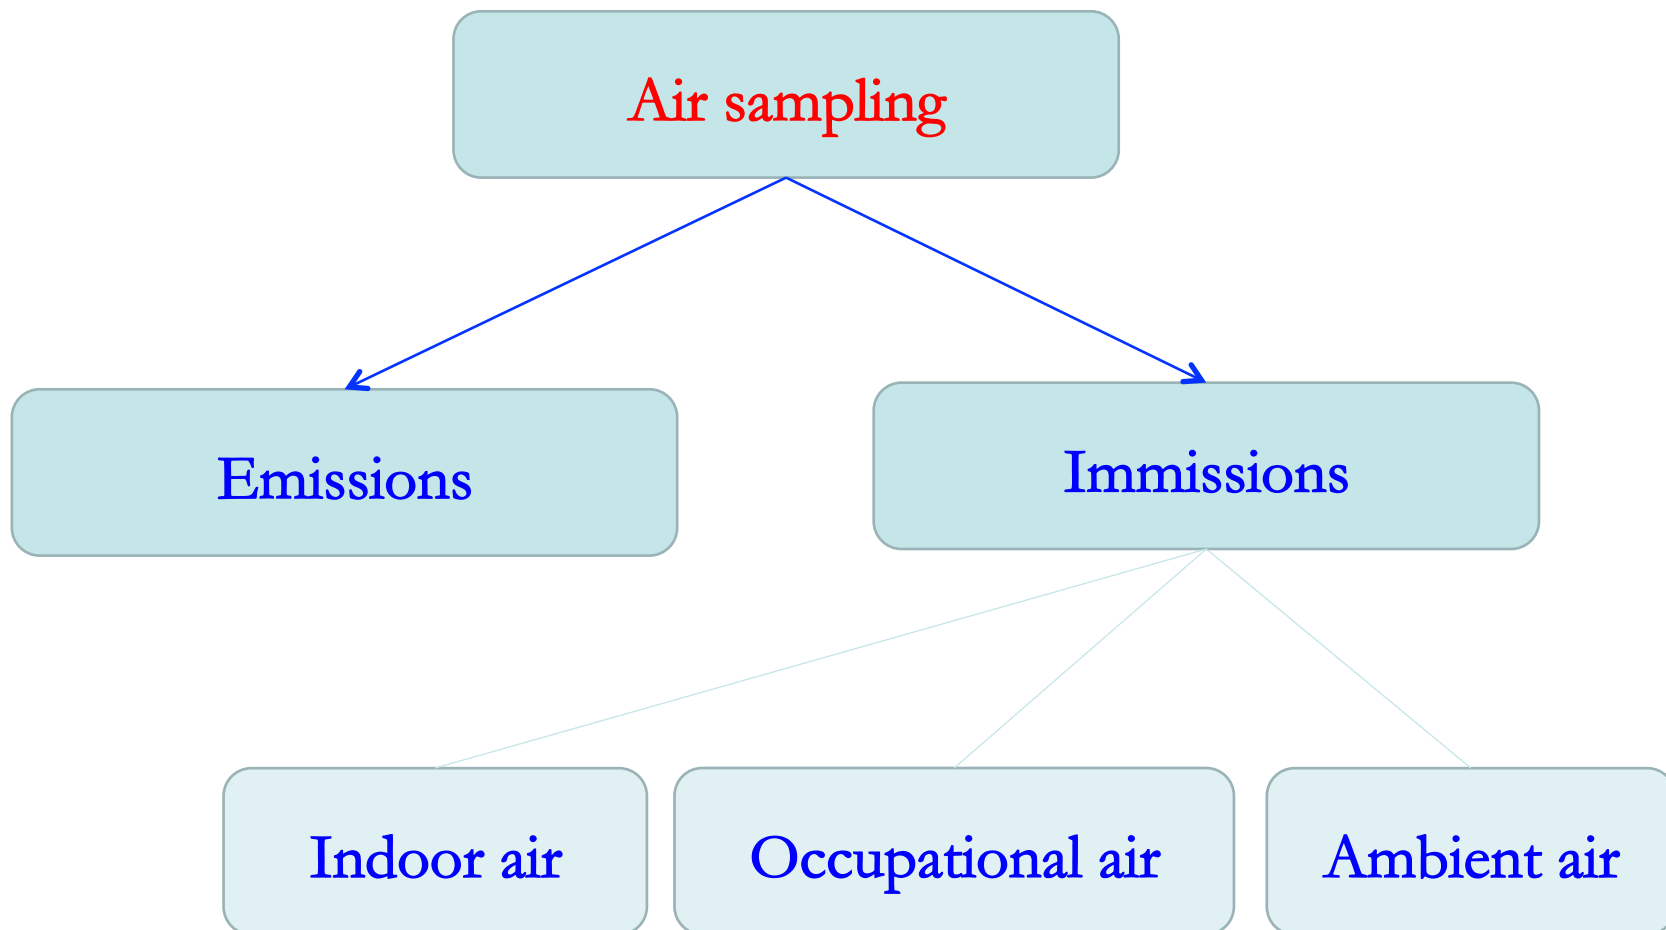 Air sampling
Emissions
Immissions
Indoor air
Occupational air
Ambient air